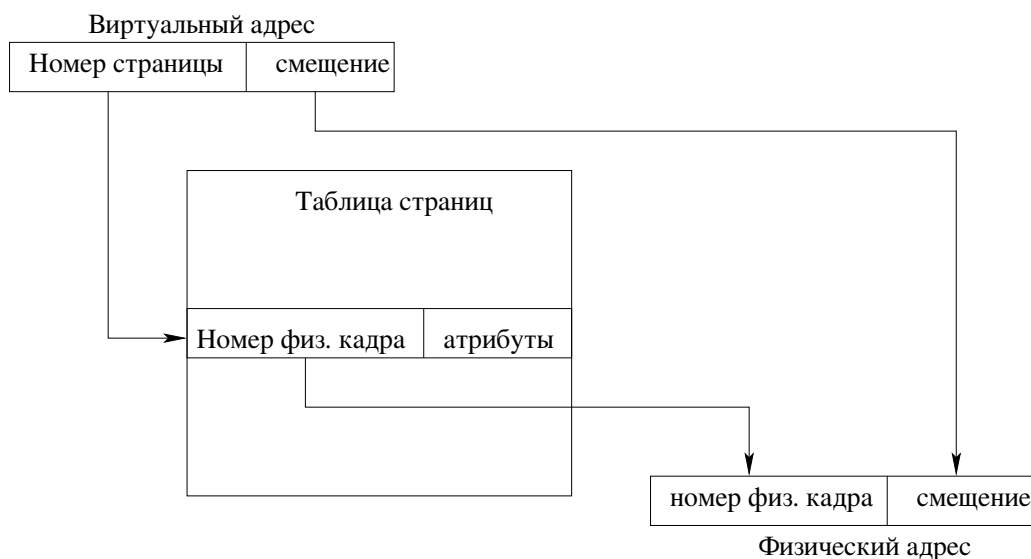 Виртуальный адрес
Номер страницы смещение
Таблица страниц
Номер физ. кадра атрибуты
номер физ. кадра смещение
Физический адрес